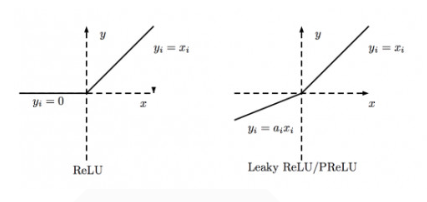 y
y_i = x_i
y_i = 0
x
ReLU
y
y_i = x_i
x
y_i = a_i x_i
Leaky ReLU/PReLU